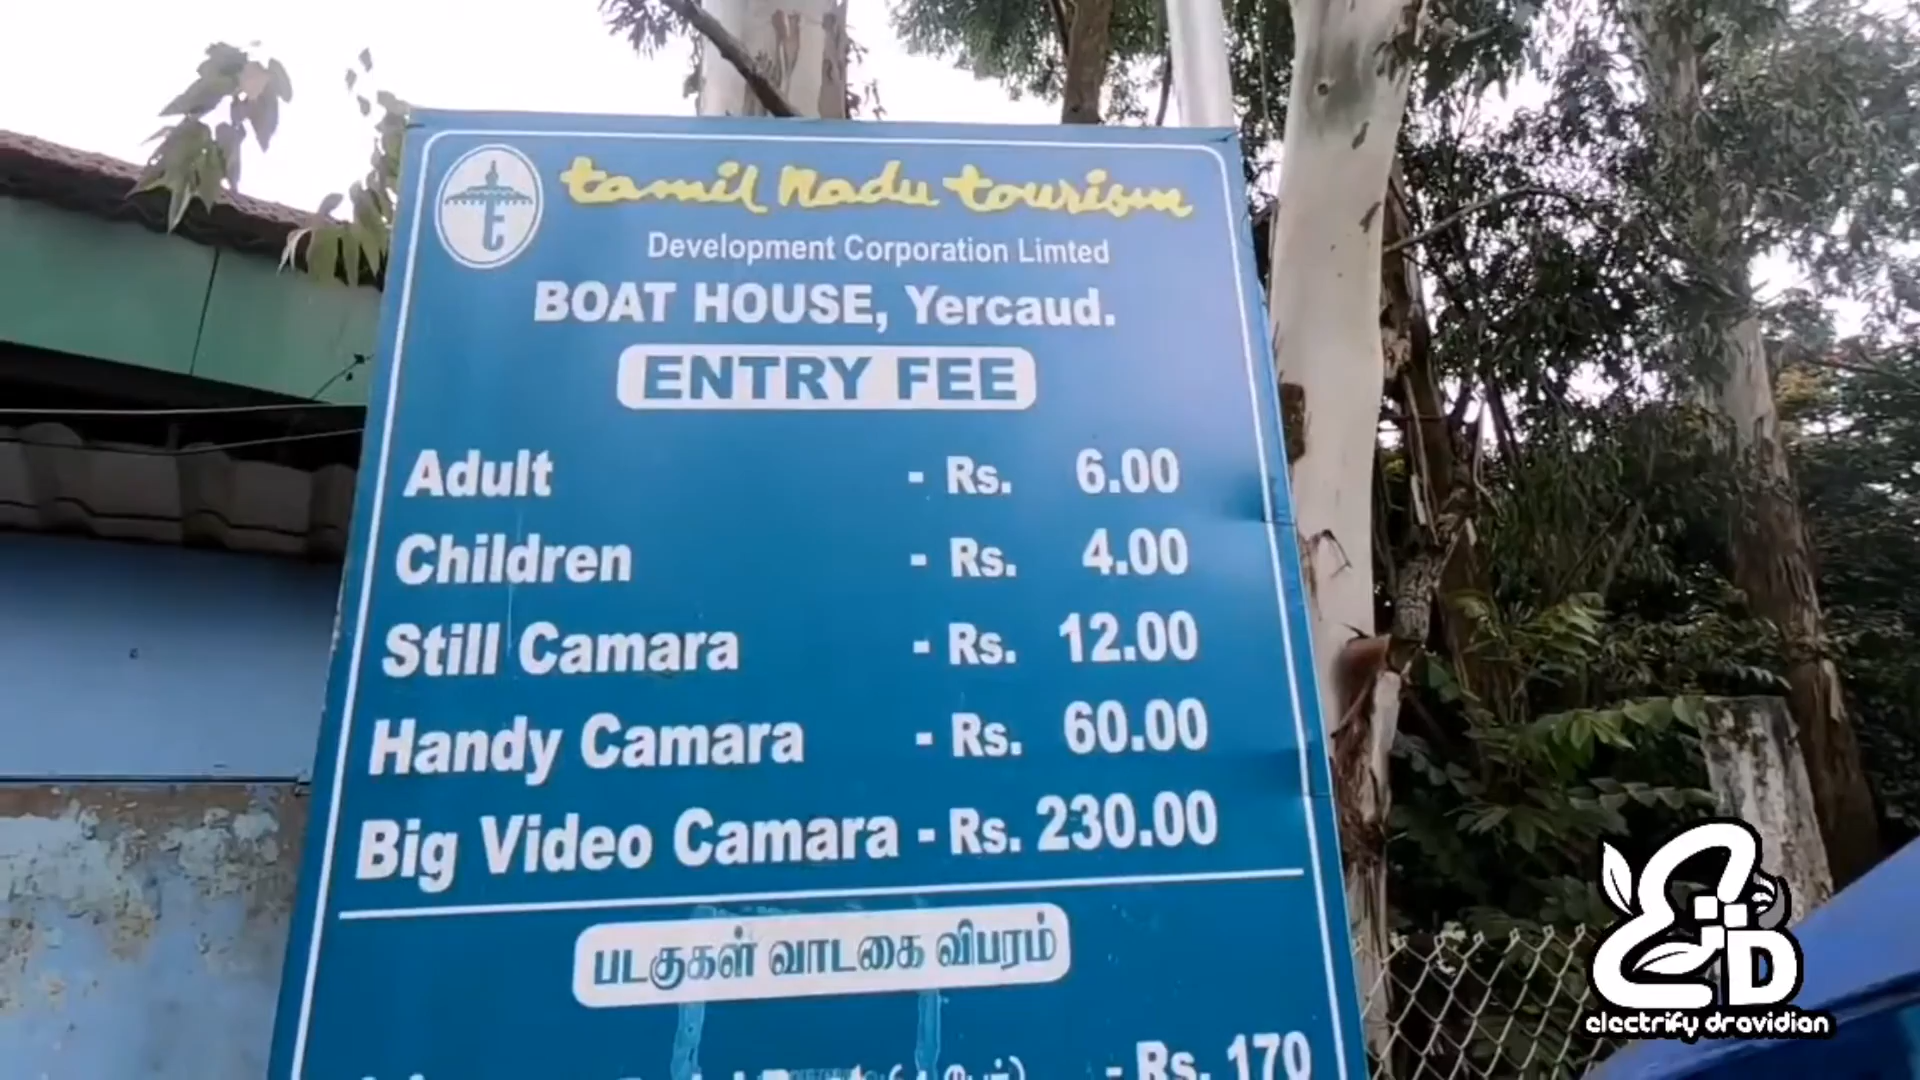 tamil nadu tourism
Development Corporation Limted
BOAT HOUSE, Yercaud.
ENTRY FEE
Adult - Rs. 6.00
Children - Rs. 4.00
Still Camara - Rs. 12.00
Handy Camara - Rs. 60.00
Big Video Camara - Rs. 230.00
படகுகள் வாடகை விபரம்
- Rs. 170
ED
electrify dravidian